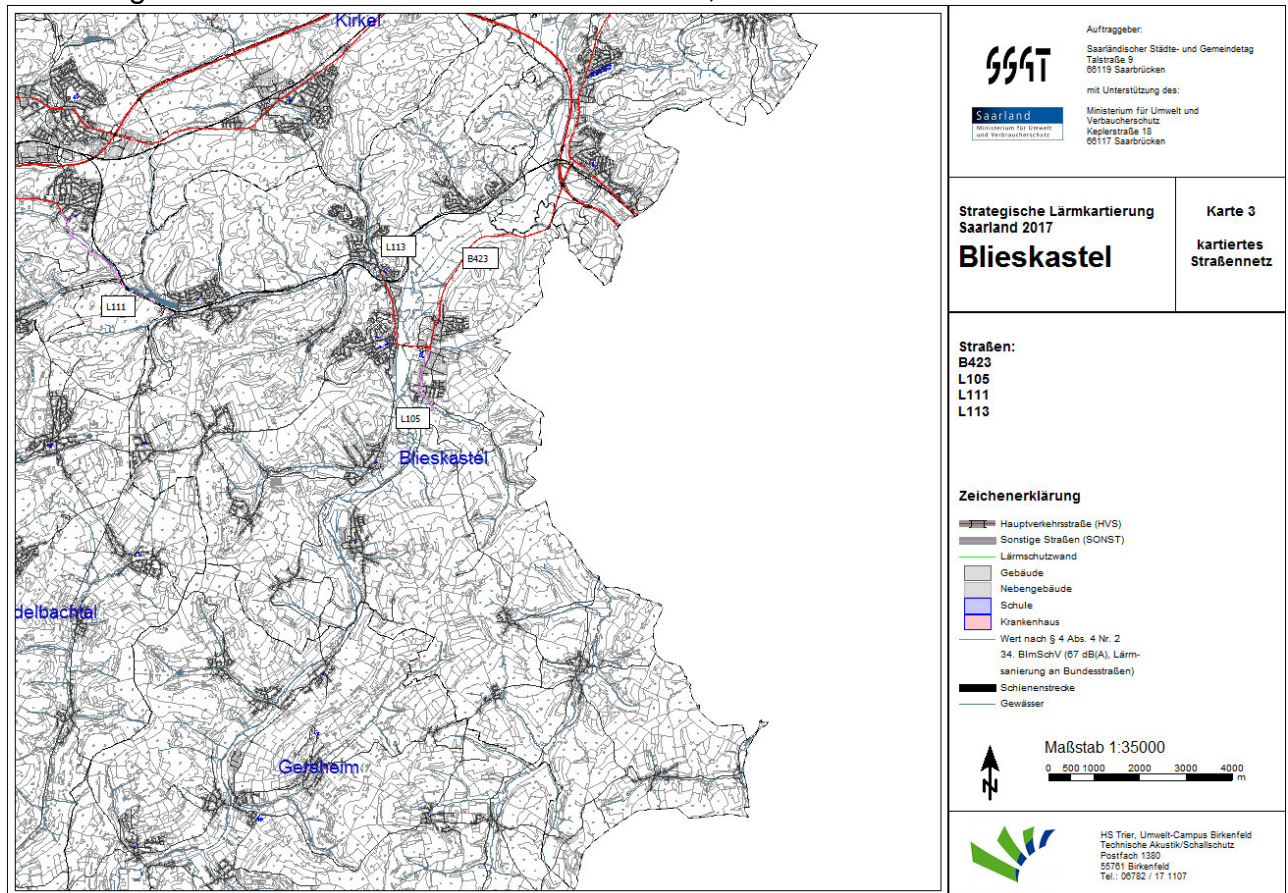 Kirkel
L113
B423
L111
L105
Blieskastel
delbachtal
Gersheim
SSGT
Auftraggeber:
Saarländischer Städte- und Gemeindetag
Talstraße 9
66119 Saarbrücken
mit Unterstützung des:
Saarland
Ministerium für Umwelt
und Verbraucherschutz
Ministerium für Umwelt und
Verbaucherschutz
Keplerstraße 18
66117 Saarbrücken
Strategische Lärmkartierung
Saarland 2017
Blieskastel
Karte 3
kartiertes
Straßennetz
Straßen:
B423
L105
L111
L113
Zeichenerklärung
Hauptverkehrsstraße (HVS)
Sonstige Straßen (SONST)
Lärmschutzwand
Gebäude
Nebengebäude
Schule
Krankenhaus
Wert nach § 4 Abs. 4 Nr. 2
34. BImSchV (67 dB(A), Lärm-
sanierung an Bundesstraßen)
Schienenstrecke
Gewässer
Maßstab 1:35000
0 500 1000 2000 3000 4000
m
N
HS Trier, Umwelt-Campus Birkenfeld
Technische Akustik/Schallschutz
Postfach 1380
55761 Birkenfeld
Tel.: 06782 / 17 1107